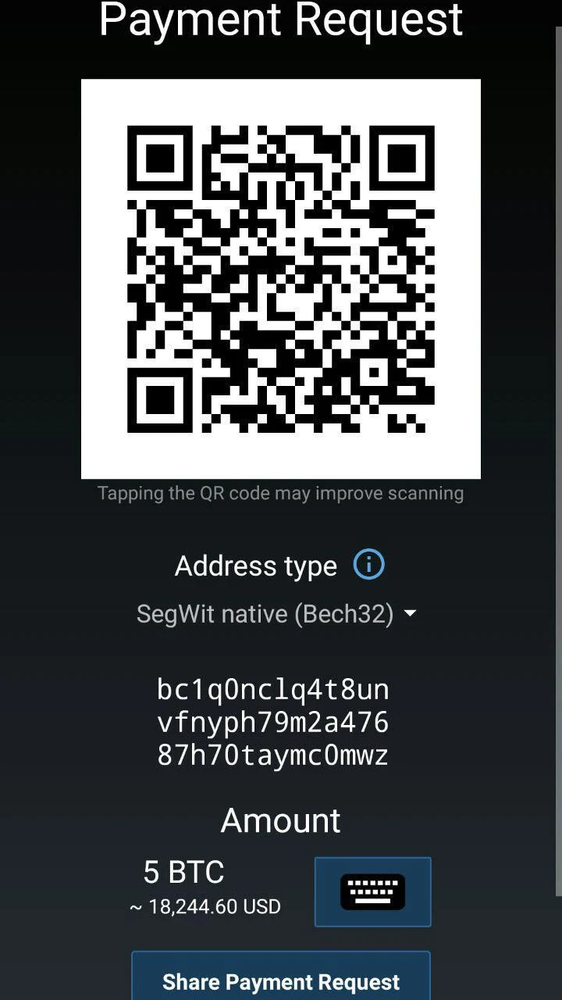 Payment Request
Tapping the QR code may improve scanning
Address type
SegWit native (Bech32)
bc1q0nclq4t8un
vfnyph79m2a476
87h70taymc0mwz
Amount
5 BTC
~ 18,244.60 USD
Share Payment Request